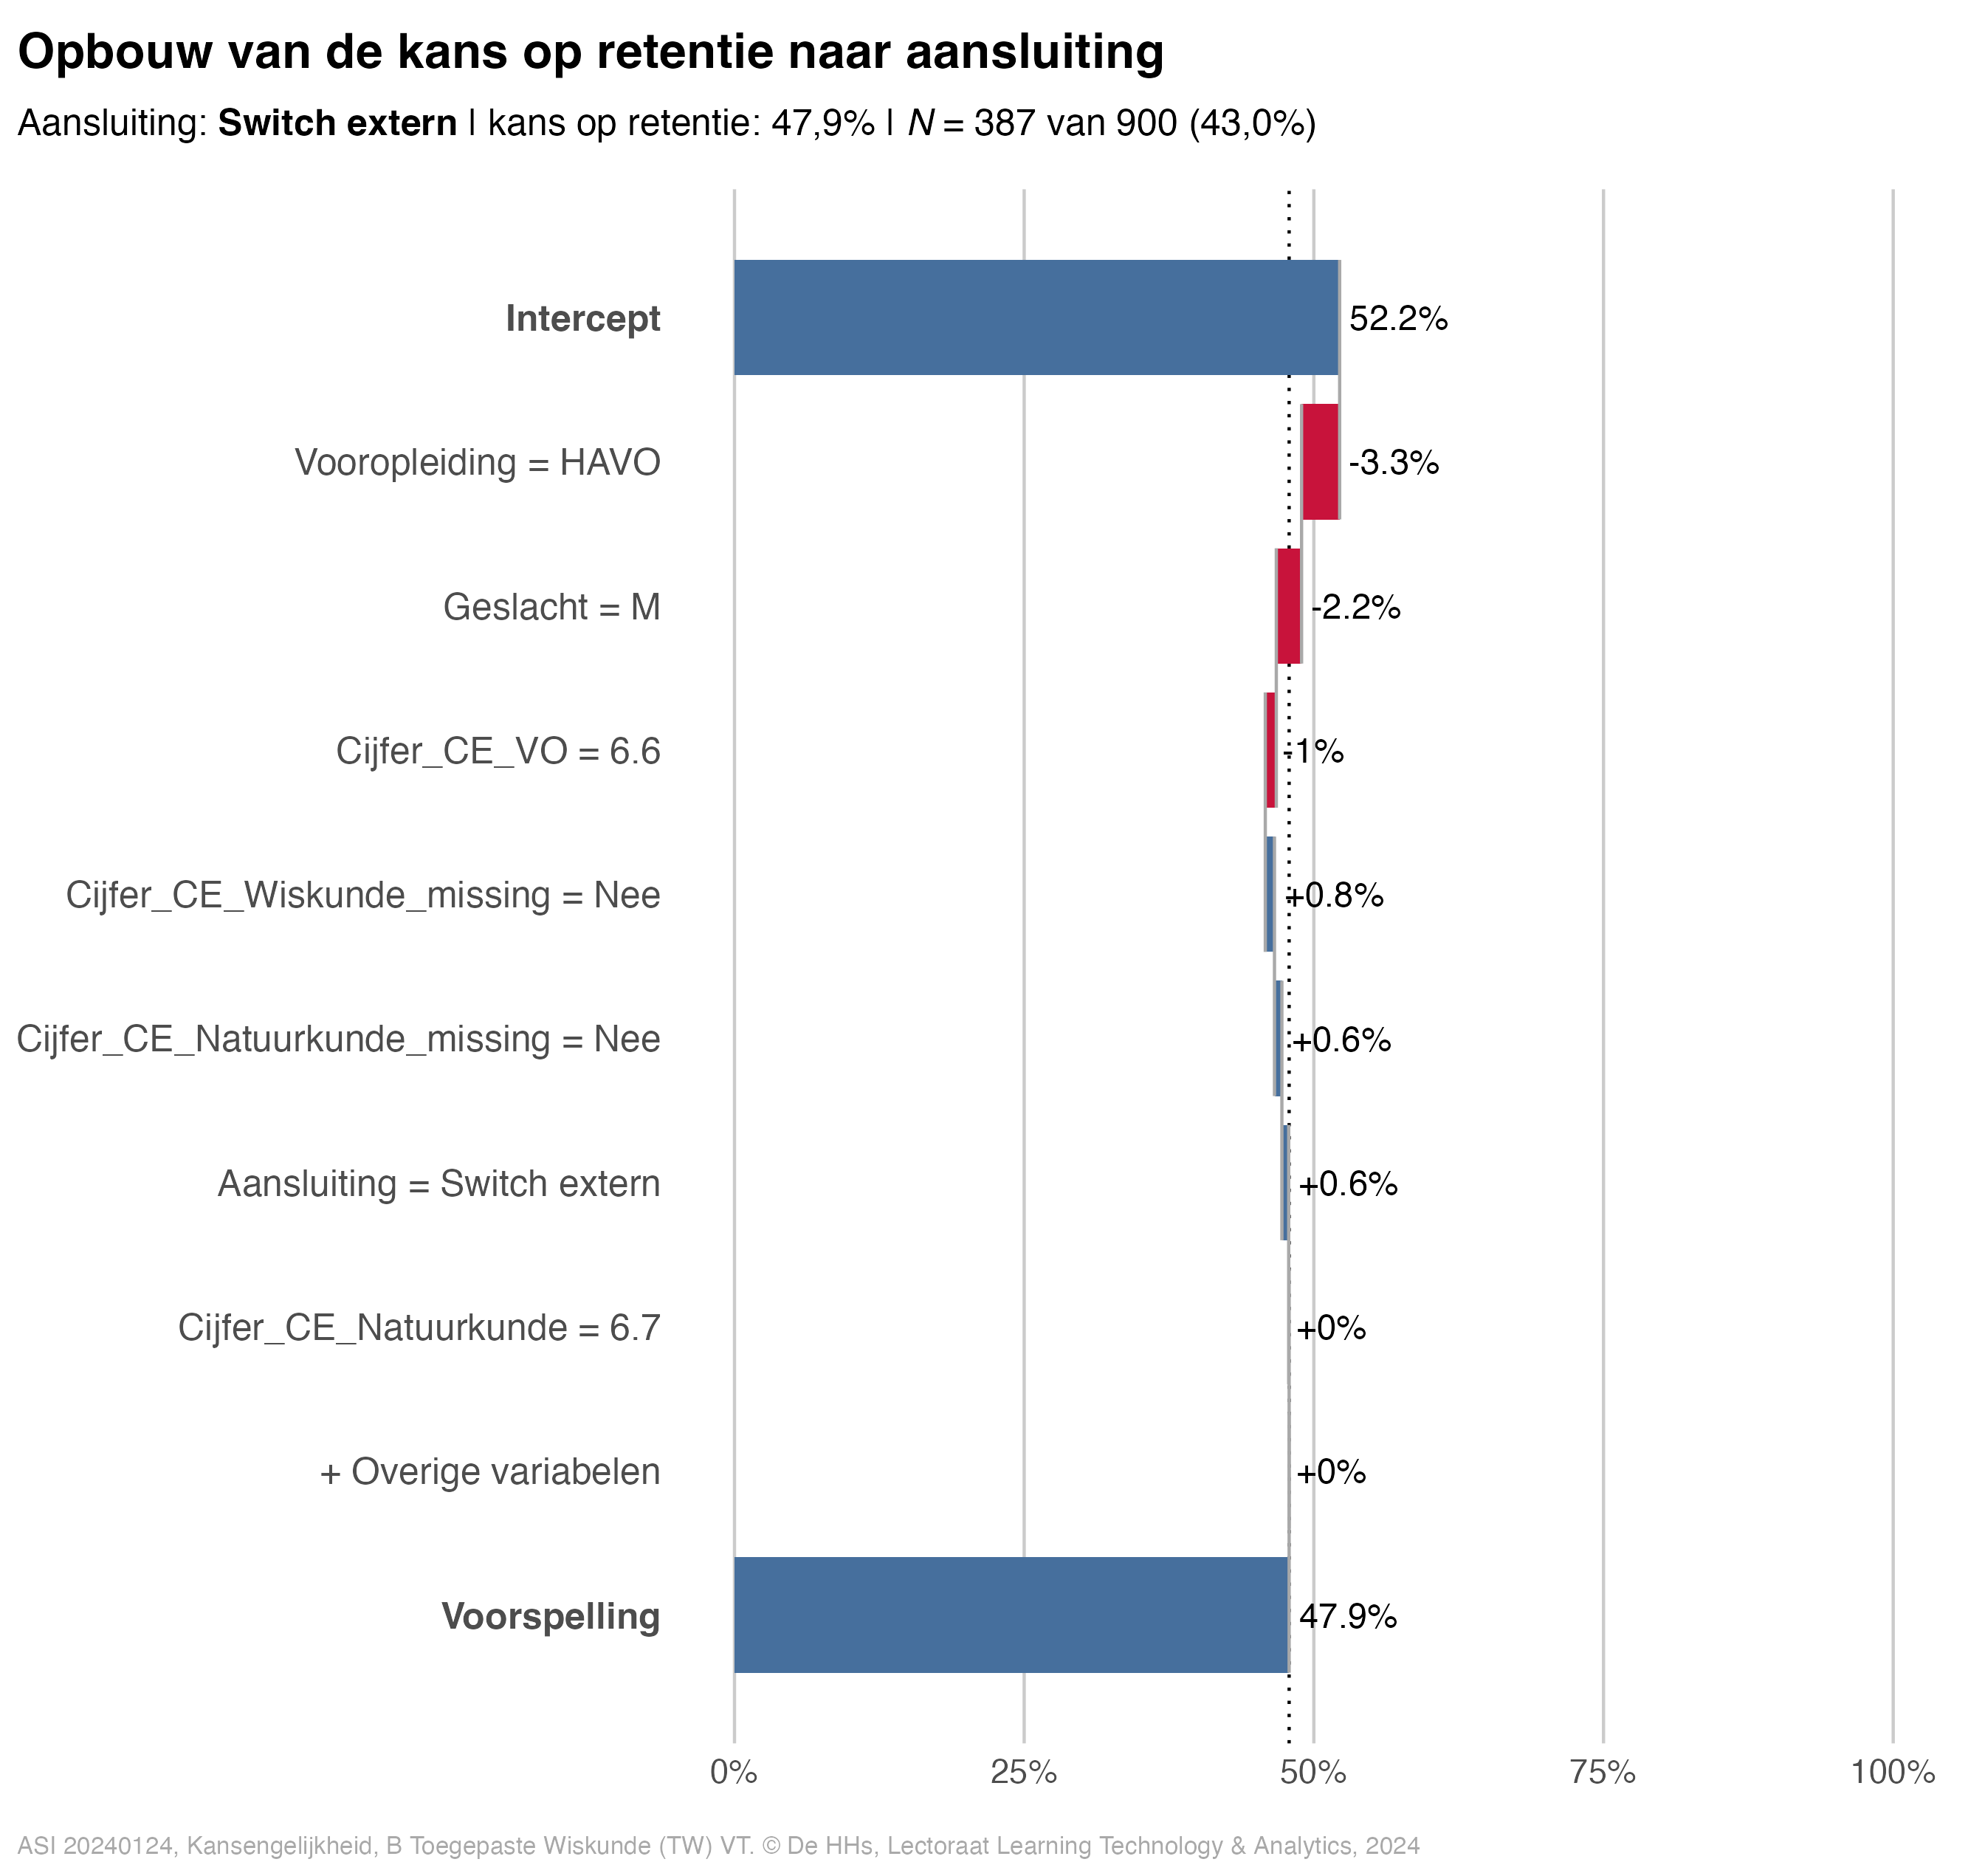 Opbouw van de kans op retentie naar aansluiting
Aansluiting: Switch extern | kans op retentie: 47,9% | N = 387 van 900 (43,0%)
Intercept 52.2%
Vooropleiding = HAVO -3.3%
Geslacht = M -2.2%
Cijfer_CE_VO = 6.6 -1%
Cijfer_CE_Wiskunde_missing = Nee +0.8%
Cijfer_CE_Natuurkunde_missing = Nee +0.6%
Aansluiting = Switch extern +0.6%
Cijfer_CE_Natuurkunde = 6.7 +0%
+ Overige variabelen +0%
Voorspelling 47.9%
0% 25% 50% 75% 100%
ASI 20240124, Kansengelijkheid, B Toegepaste Wiskunde (TW) VT. © De HHs, Lectoraat Learning Technology & Analytics, 2024